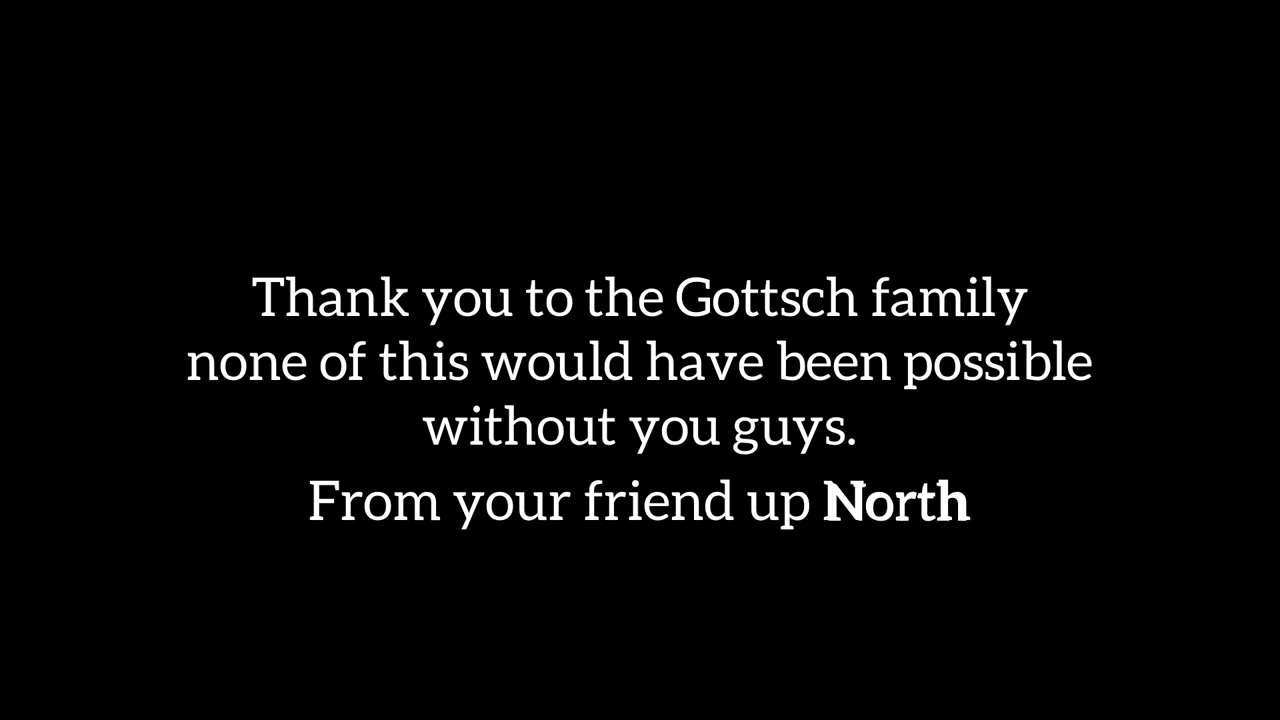 Thank you to the Gottsch family
none of this would have been possible
without you guys.
From your friend up North